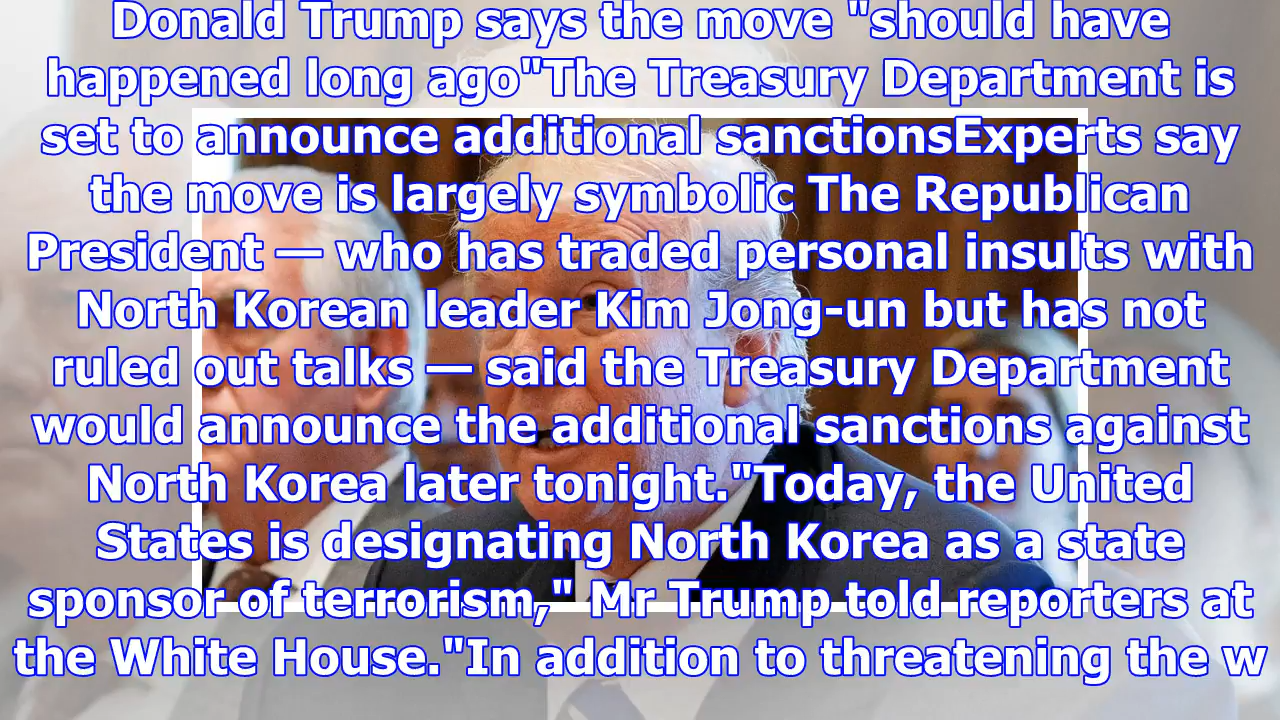 Donald Trump says the move "should have
happened long ago"The Treasury Department is
set to announce additional sanctionsExperts say
the move is largely symbolic The Republican
President — who has traded personal insults with
North Korean leader Kim Jong-un but has not
ruled out talks — said the Treasury Department
would announce the additional sanctions against
North Korea later tonight."Today, the United
States is designating North Korea as a state
sponsor of terrorism," Mr Trump told reporters at
the White House."In addition to threatening the w